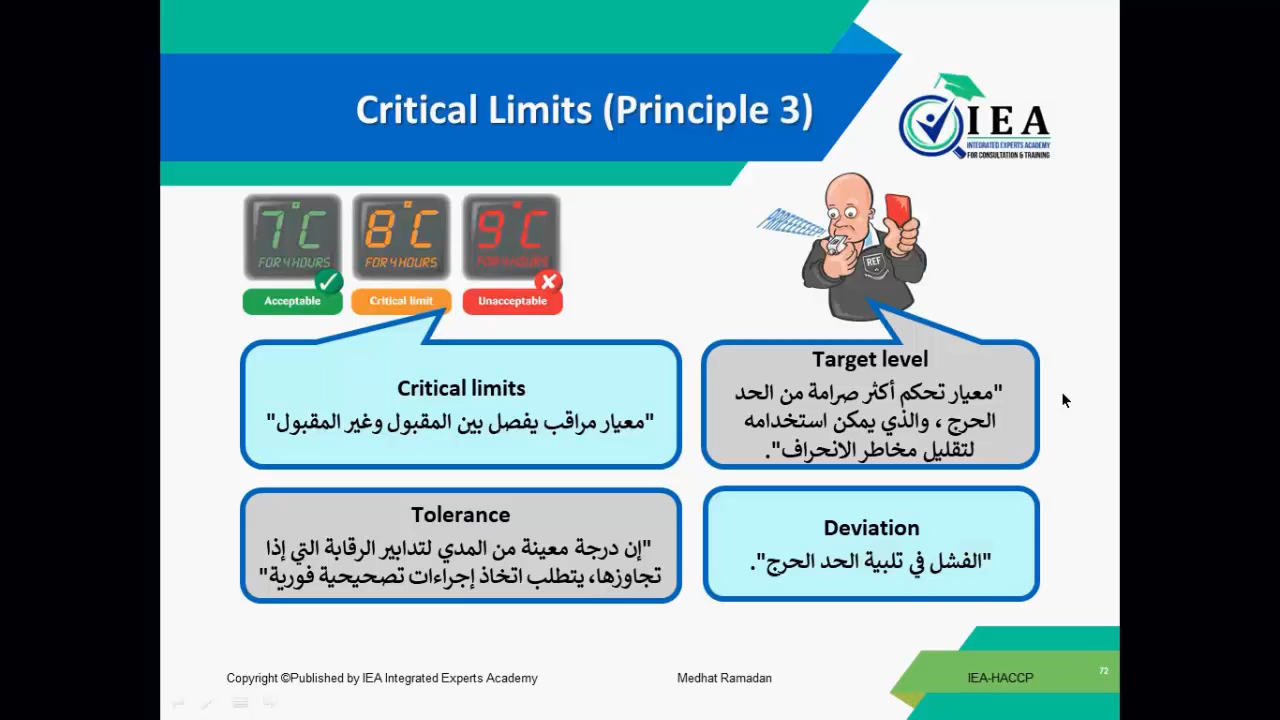 Critical Limits (Principle 3)
IEA
INTEGRATED EXPERTS ACADEMY
FOR CONSULTATION & TRAINING
7°C
FOR 4 HOURS
Acceptable
8°C
FOR 4 HOURS
Critical limit
9°C
FOR 4 HOURS
Unacceptable
REF
Critical limits
"معيار مراقب يفصل بين المقبول وغير المقبول"
Target level
"معيار تحكم أكثر صرامة من الحد
الحرج ، والذي يمكن استخدامه
لتقليل مخاطر الانحراف".
Tolerance
"إن درجة معينة من المدي لتدابير الرقابة التي إذا
تجاوزها، يتطلب اتخاذ إجراءات تصحيحية فورية"
Deviation
"الفشل في تلبية الحد الحرج".
Copyright ©Published by IEA Integrated Experts Academy
Medhat Ramadan
IEA-HACCP
72